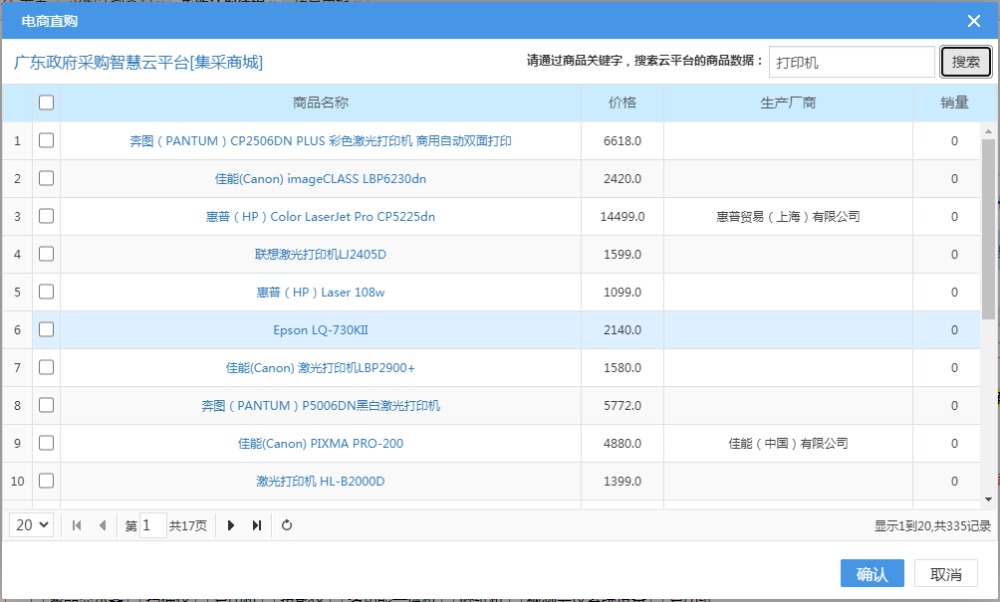 电商直购
广东政府采购智慧云平台[集采商城] 请通过商品关键字，搜索云平台的商品数据： 打印机 搜索
商品名称 价格 生产厂商 销量
1 奔图（PANTUM）CP2506DN PLUS 彩色激光打印机 商用自动双面打印 6618.0 0
2 佳能(Canon) imageCLASS LBP6230dn 2420.0 0
3 惠普（HP）Color LaserJet Pro CP5225dn 14499.0 惠普贸易（上海）有限公司 0
4 联想激光打印机LJ2405D 1599.0 0
5 惠普（HP）Laser 108w 1099.0 0
6 Epson LQ-730KII 2140.0 0
7 佳能(Canon) 激光打印机LBP2900+ 1580.0 0
8 奔图（PANTUM）P5006DN黑白激光打印机 5772.0 0
9 佳能(Canon) PIXMA PRO-200 4880.0 佳能（中国）有限公司 0
10 激光打印机 HL-B2000D 1399.0 0
20 第 1 共17页 显示1到20,共335记录
确认 取消